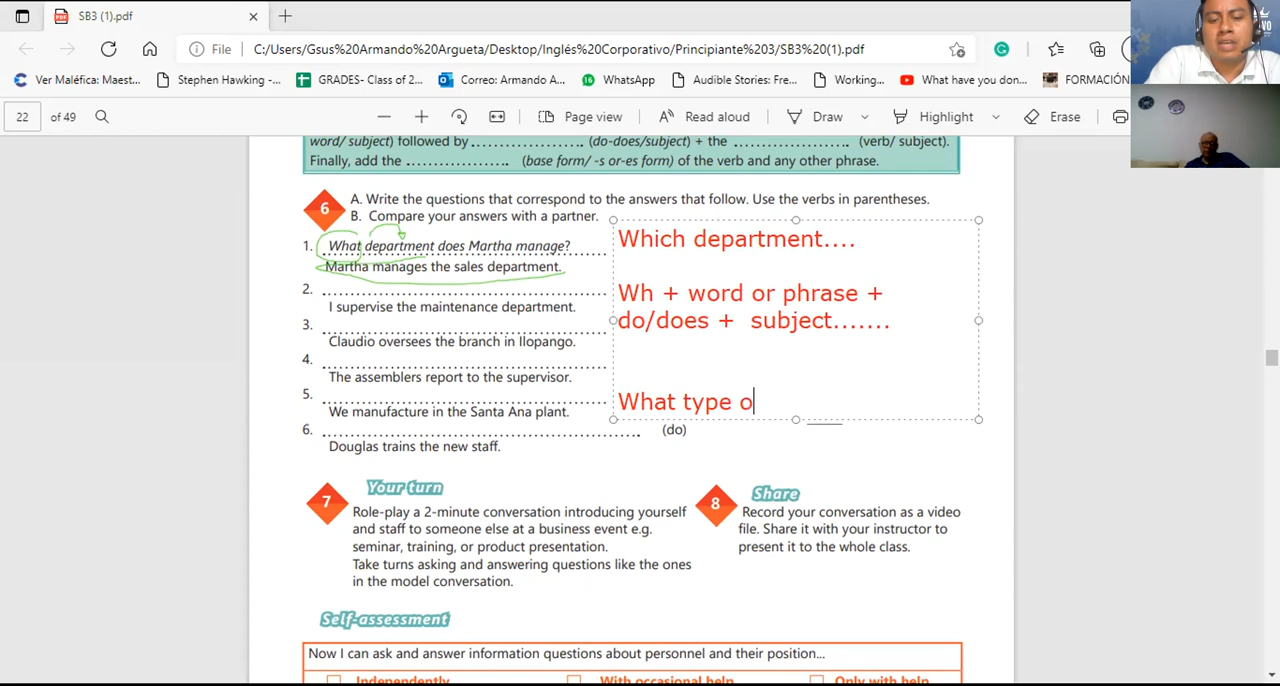 SB3 (1).pdf
File C:/Users/Gsus%20Armando%20Argueta/Desktop/Inglés%20Corporativo/Principiante%203/SB3%20(1).pdf
Ver Maléfica: Maest... Stephen Hawking -... GRADES- Class of 2... Correo: Armando A... WhatsApp Audible Stories: Fre... Working... What have you don... FORMACIÓN
22 of 49 Page view Read aloud Draw Highlight Erase
word/ subject) followed by............................ (do-does/subject) + the ............................ (verb/ subject).
Finally, add the ......................... (base form/ -s or-es form) of the verb and any other phrase.
6 A. Write the questions that correspond to the answers that follow. Use the verbs in parentheses.
B. Compare your answers with a partner.
1. What department does Martha manage?
Martha manages the sales department.
2.
I supervise the maintenance department.
3.
Claudio oversees the branch in Ilopango.
4.
The assemblers report to the supervisor.
5.
We manufacture in the Santa Ana plant.
6. (do)
Douglas trains the new staff.
Which department....
Wh + word or phrase +
do/does + subject.......
What type o
7 Your turn
Role-play a 2-minute conversation introducing yourself
and staff to someone else at a business event e.g.
seminar, training, or product presentation.
Take turns asking and answering questions like the ones
in the model conversation.
8 Share
Record your conversation as a video
file. Share it with your instructor to
present it to the whole class.
Self-assessment
Now I can ask and answer information questions about personnel and their position...
Independently With occasional help Only with help